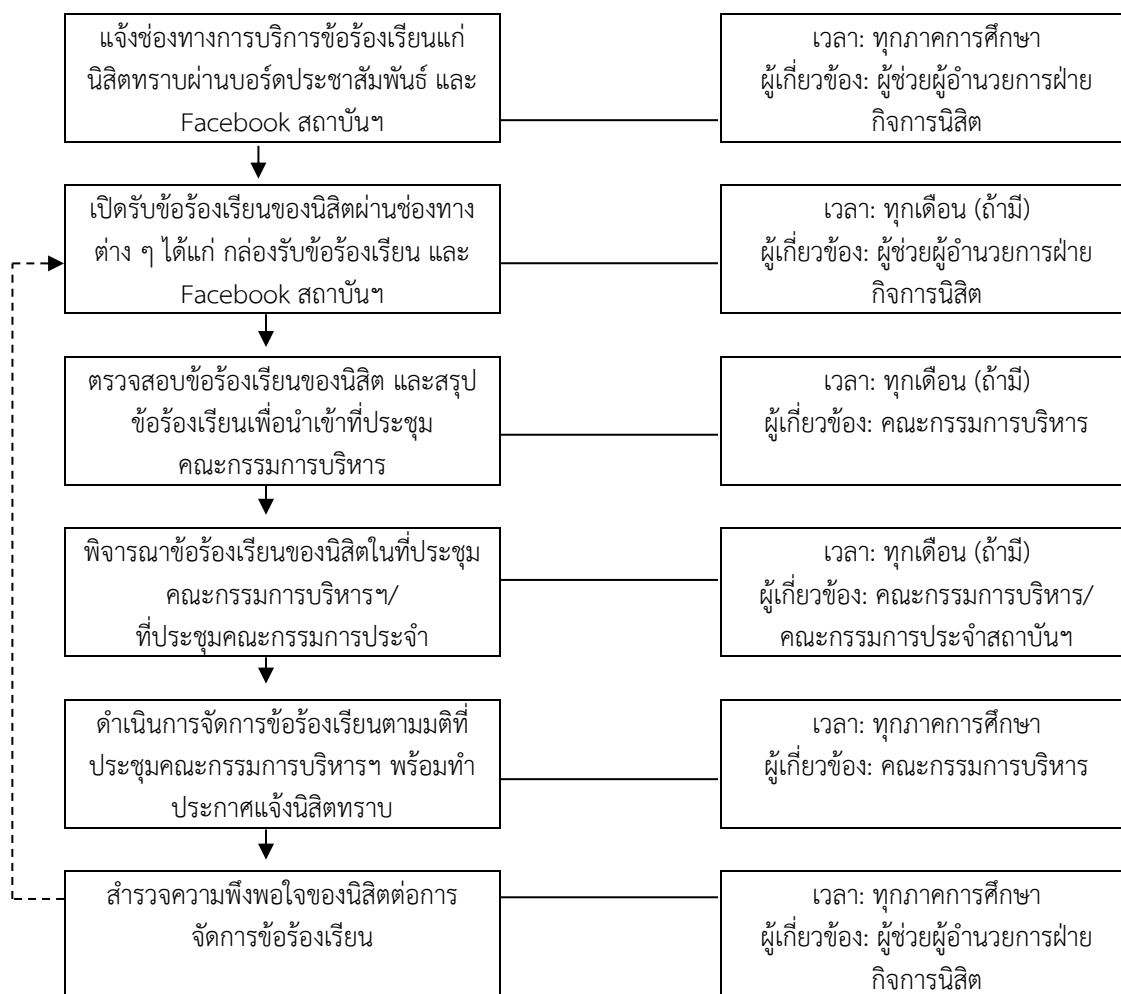 แจ้งช่องทางการบริการข้อร้องเรียนแก่
นิสิตทราบผ่านบอร์ดประชาสัมพันธ์ และ
Facebook สถาบันฯ
เวลา: ทุกภาคการศึกษา
ผู้เกี่ยวข้อง: ผู้ช่วยผู้อำนวยการฝ่าย
กิจการนิสิต
เปิดรับข้อร้องเรียนของนิสิตผ่านช่องทาง
ต่าง ๆ ได้แก่ กล่องรับข้อร้องเรียน และ
Facebook สถาบันฯ
เวลา: ทุกเดือน (ถ้ามี)
ผู้เกี่ยวข้อง: ผู้ช่วยผู้อำนวยการฝ่าย
กิจการนิสิต
ตรวจสอบข้อร้องเรียนของนิสิต และสรุป
ข้อร้องเรียนเพื่อนำเข้าที่ประชุม
คณะกรรมการบริหาร
เวลา: ทุกเดือน (ถ้ามี)
ผู้เกี่ยวข้อง: คณะกรรมการบริหาร
พิจารณาข้อร้องเรียนของนิสิตในที่ประชุม
คณะกรรมการบริหารฯ/
ที่ประชุมคณะกรรมการประจำ
เวลา: ทุกเดือน (ถ้ามี)
ผู้เกี่ยวข้อง: คณะกรรมการบริหาร/
คณะกรรมการประจำสถาบันฯ
ดำเนินการจัดการข้อร้องเรียนตามมติที่
ประชุมคณะกรรมการบริหารฯ พร้อมทำ
ประกาศแจ้งนิสิตทราบ
เวลา: ทุกภาคการศึกษา
ผู้เกี่ยวข้อง: คณะกรรมการบริหาร
สำรวจความพึงพอใจของนิสิตต่อการ
จัดการข้อร้องเรียน
เวลา: ทุกภาคการศึกษา
ผู้เกี่ยวข้อง: ผู้ช่วยผู้อำนวยการฝ่าย
กิจการนิสิต